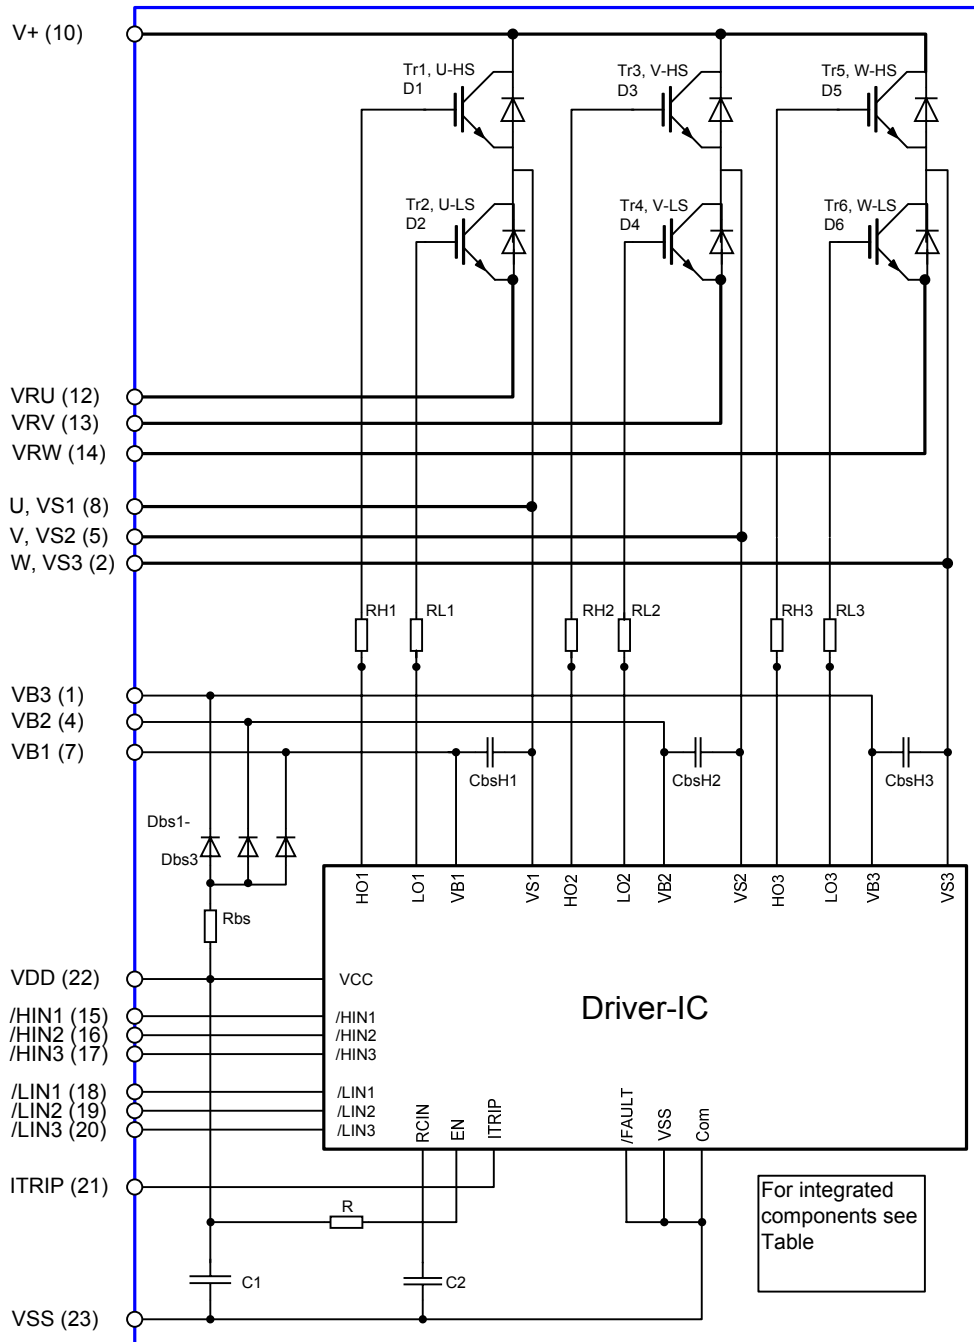 V+ (10)
Tr1, U-HS
D1
Tr3, V-HS
D3
Tr5, W-HS
D5
Tr2, U-LS
D2
Tr4, V-LS
D4
Tr6, W-LS
D6
VRU (12)
VRV (13)
VRW (14)
U, VS1 (8)
V, VS2 (5)
W, VS3 (2)
RH1
RL1
RH2
RL2
RH3
RL3
VB3 (1)
VB2 (4)
VB1 (7)
CbsH1
CbsH2
CbsH3
Dbs1-
Dbs3
Rbs
HO1
LO1
VB1
VS1
HO2
LO2
VB2
VS2
HO3
LO3
VB3
VS3
VDD (22)
VCC
Driver-IC
/HIN1 (15)
/HIN1
/HIN2 (16)
/HIN2
/HIN3 (17)
/HIN3
/LIN1 (18)
/LIN1
/LIN2 (19)
/LIN2
/LIN3 (20)
/LIN3
RCIN
EN
ITRIP
/FAULT
VSS
Com
ITRIP (21)
R
For integrated
components see
Table
C1
C2
VSS (23)